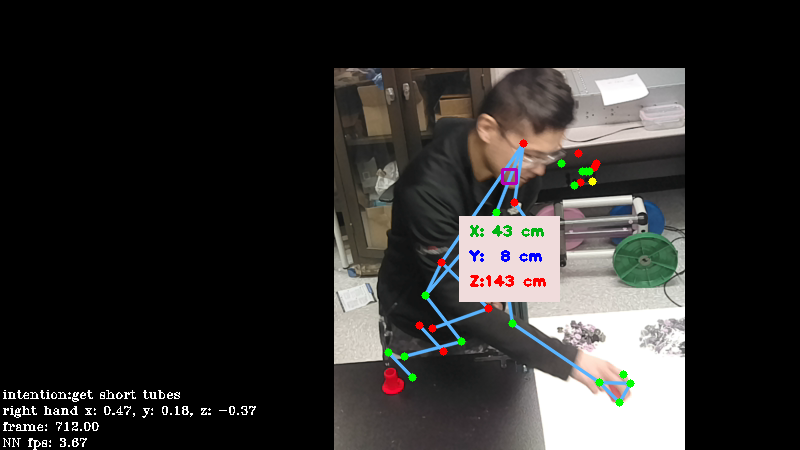 X: 43 cm
Y: 8 cm
Z:143 cm
intention:get short tubes
right hand x: 0.47, y: 0.18, z: −0.37
frame: 712.00
NN fps: 3.67